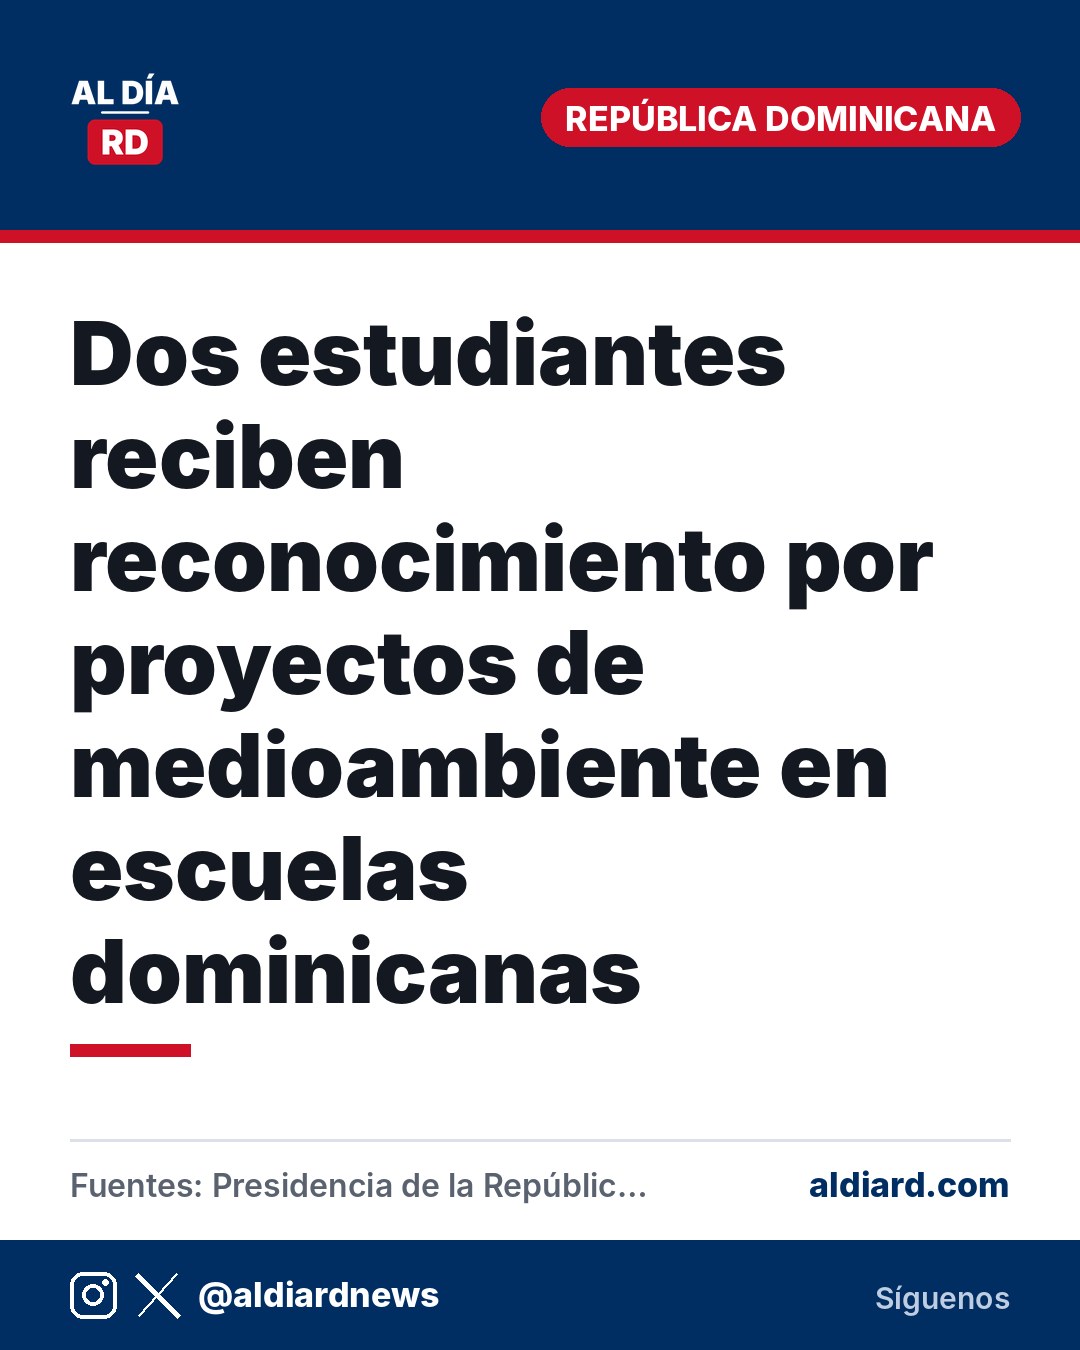 AL DÍA
RD
REPÚBLICA DOMINICANA
Dos estudiantes
reciben
reconocimiento por
proyectos de
medioambiente en
escuelas
dominicanas
Fuentes: Presidencia de la Repúblic...
aldiard.com
@aldiardnews
Síguenos